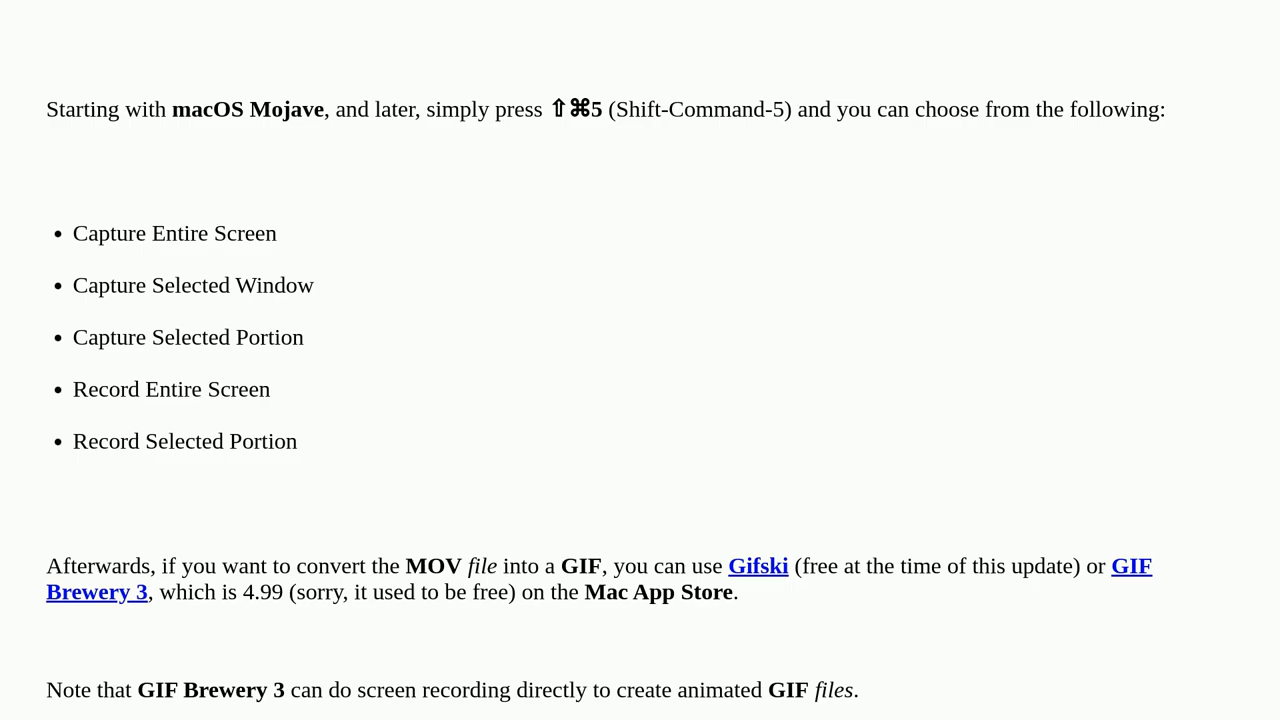 Starting with macOS Mojave, and later, simply press ⇧⌘5 (Shift-Command-5) and you can choose from the following:
• Capture Entire Screen
• Capture Selected Window
• Capture Selected Portion
• Record Entire Screen
• Record Selected Portion
Afterwards, if you want to convert the MOV file into a GIF, you can use Gifski (free at the time of this update) or GIF
Brewery 3, which is 4.99 (sorry, it used to be free) on the Mac App Store.
Note that GIF Brewery 3 can do screen recording directly to create animated GIF files.